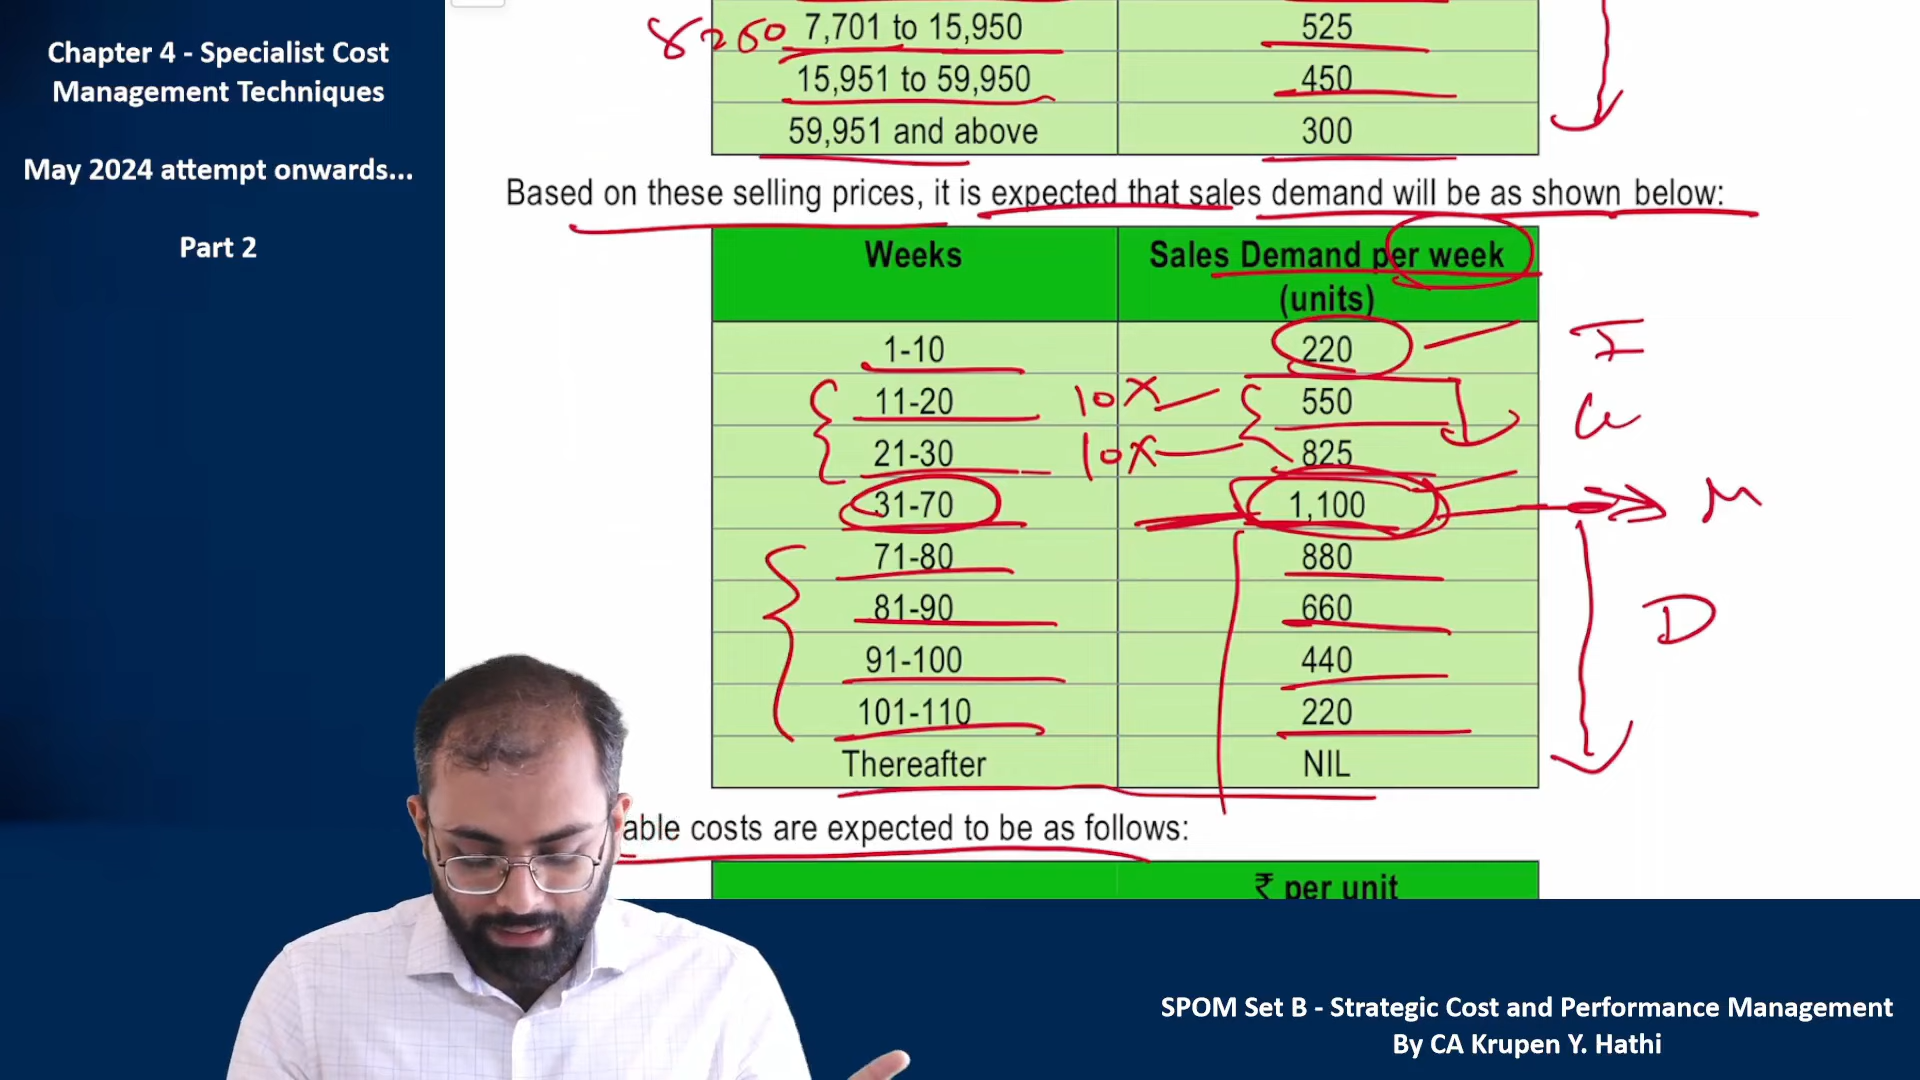 Chapter 4 - Specialist Cost
Management Techniques
May 2024 attempt onwards...
Part 2
8250 7,701 to 15,950 525
15,951 to 59,950 450
59,951 and above 300
Based on these selling prices, it is expected that sales demand will be as shown below:
Weeks Sales Demand per week
(units)
1-10 220 I
11-20 10X 550 G
21-30 10X 825
31-70 1,100 M
71-80 880
81-90 660 D
91-100 440
101-110 220
Thereafter NIL
able costs are expected to be as follows:
₹ per unit
SPOM Set B - Strategic Cost and Performance Management
By CA Krupen Y. Hathi